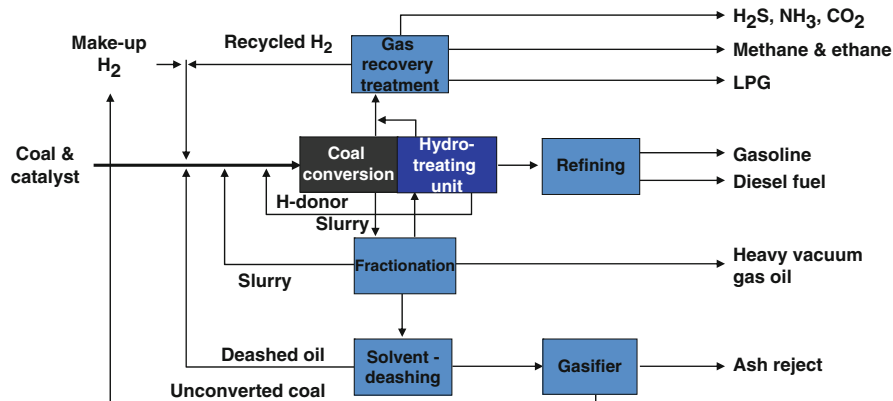 H2S, NH3, CO2
Make-up
H2
Recycled H2
Gas
recovery
treatment
Methane & ethane
LPG
Coal &
catalyst
Coal
conversion
Hydro-
treating
unit
Refining
Gasoline
Diesel fuel
H-donor
Slurry
Slurry
Fractionation
Heavy vacuum
gas oil
Deashed oil
Solvent -
deashing
Gasifier
Ash reject
Unconverted coal